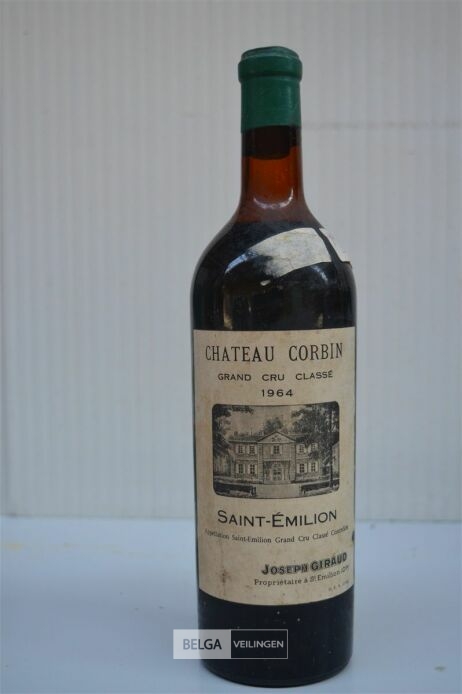 CHATEAU CORBIN
GRAND CRU CLASSÉ
1964
SAINT-ÉMILION
Appellation Saint-Emilion Grand Cru Classé Contrôlée
JOSEPH GIRAUD
Propriétaire à St Emilion (Gde)
BELGA VEILINGEN